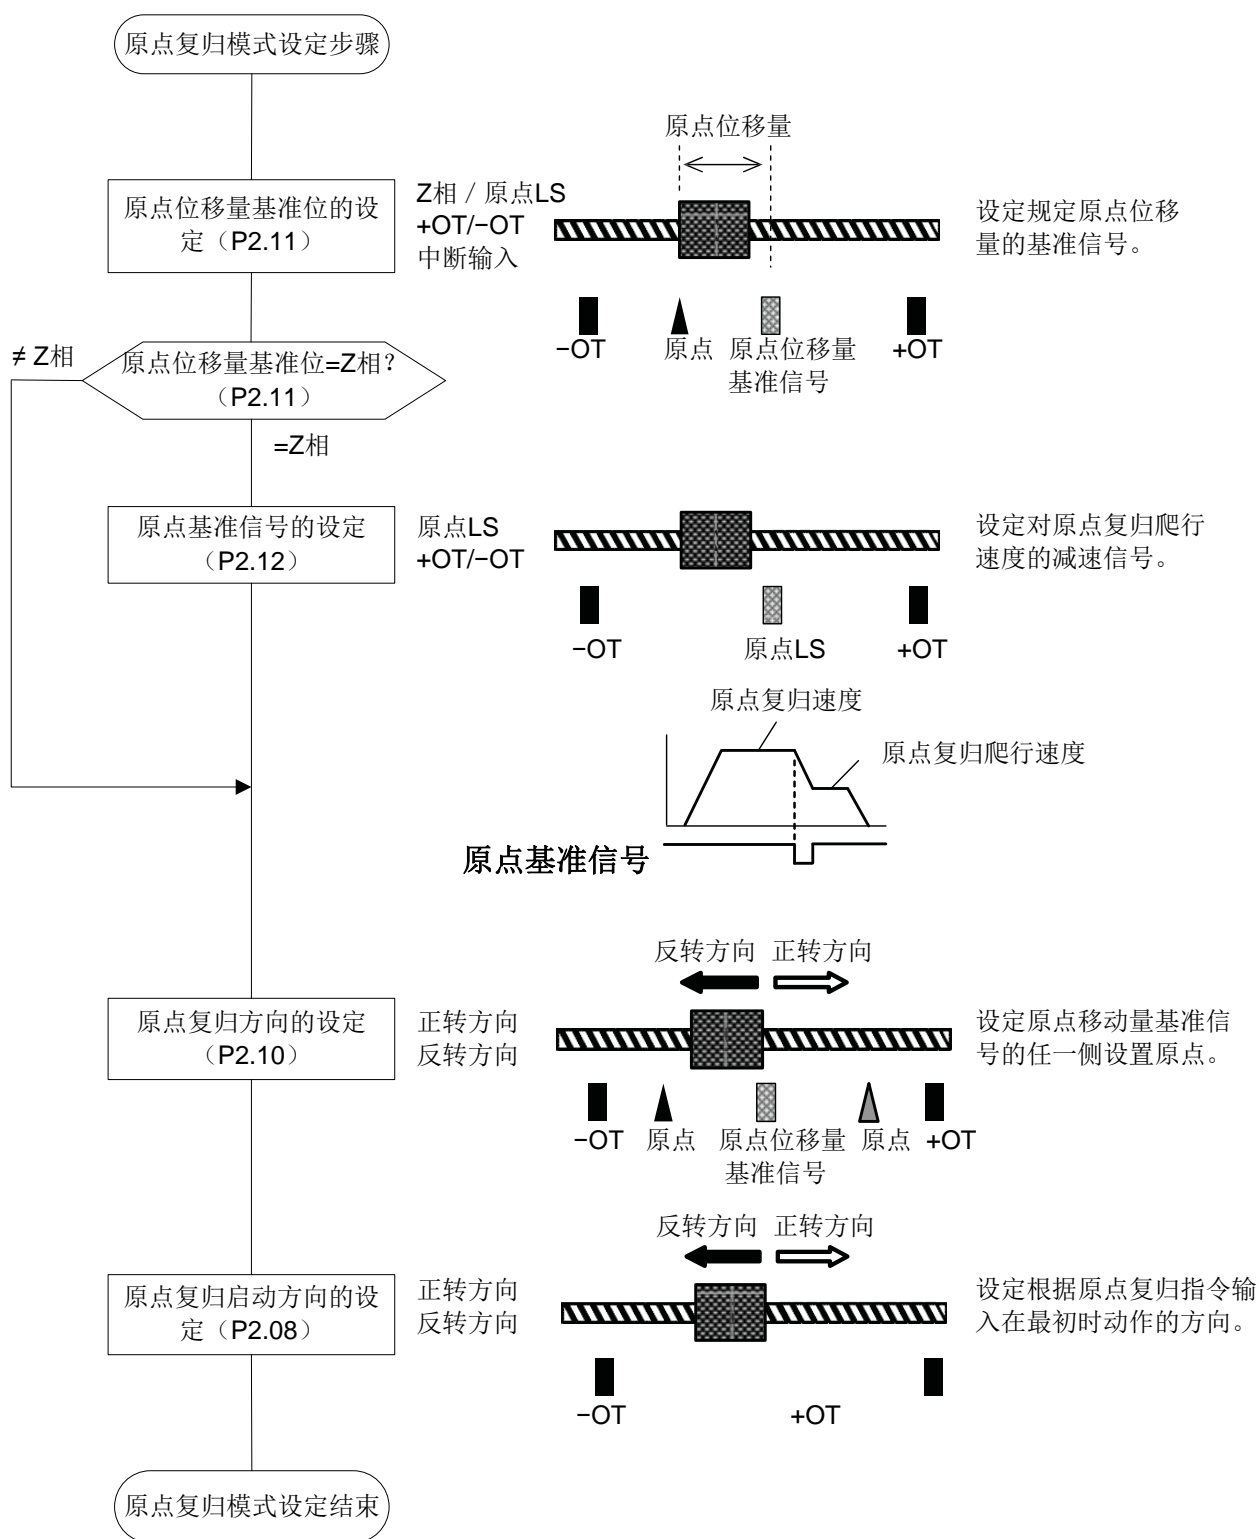 原点复归模式设定步骤
原点位移量
原点位移量基准位的设
定（P2.11）
Z相 / 原点LS
+OT/−OT
中断输入
设定规定原点位移
量的基准信号。
−OT
原点
原点位移量
基准信号
+OT
≠ Z相
原点位移量基准位=Z相？
（P2.11）
=Z相
原点基准信号的设定
（P2.12）
原点LS
+OT/−OT
设定对原点复归爬行
速度的减速信号。
−OT
原点LS
+OT
原点复归速度
原点复归爬行速度
原点基准信号
反转方向
正转方向
原点复归方向的设定
（P2.10）
正转方向
反转方向
设定原点移动量基准信
号的任一侧设置原点。
−OT
原点
原点位移量
基准信号
原点
+OT
反转方向
正转方向
原点复归启动方向的设
定（P2.08）
正转方向
反转方向
设定根据原点复归指令输
入在最初时动作的方向。
−OT
+OT
原点复归模式设定结束